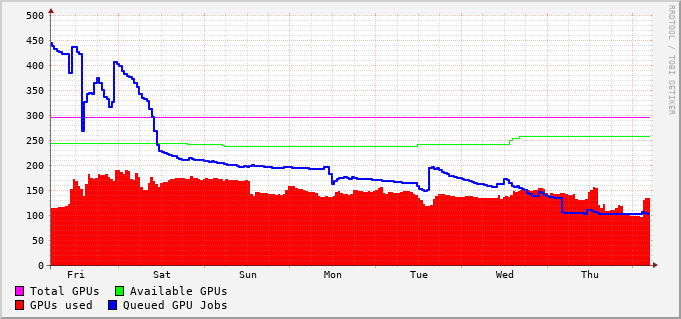 500
450
400
350
300
250
200
150
100
50
0
Fri Sat Sun Mon Tue Wed Thu
Total GPUs Available GPUs
GPUs used Queued GPU Jobs
RRDTOOL / TOBI OETIKER